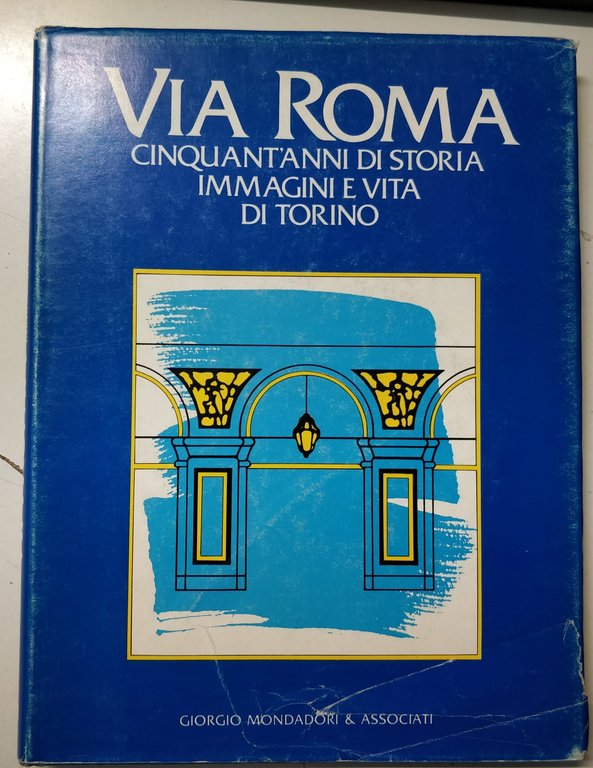 VIA ROMA
CINQUANT'ANNI DI STORIA
IMMAGINI E VITA
DI TORINO
GIORGIO MONDADORI & ASSOCIATI